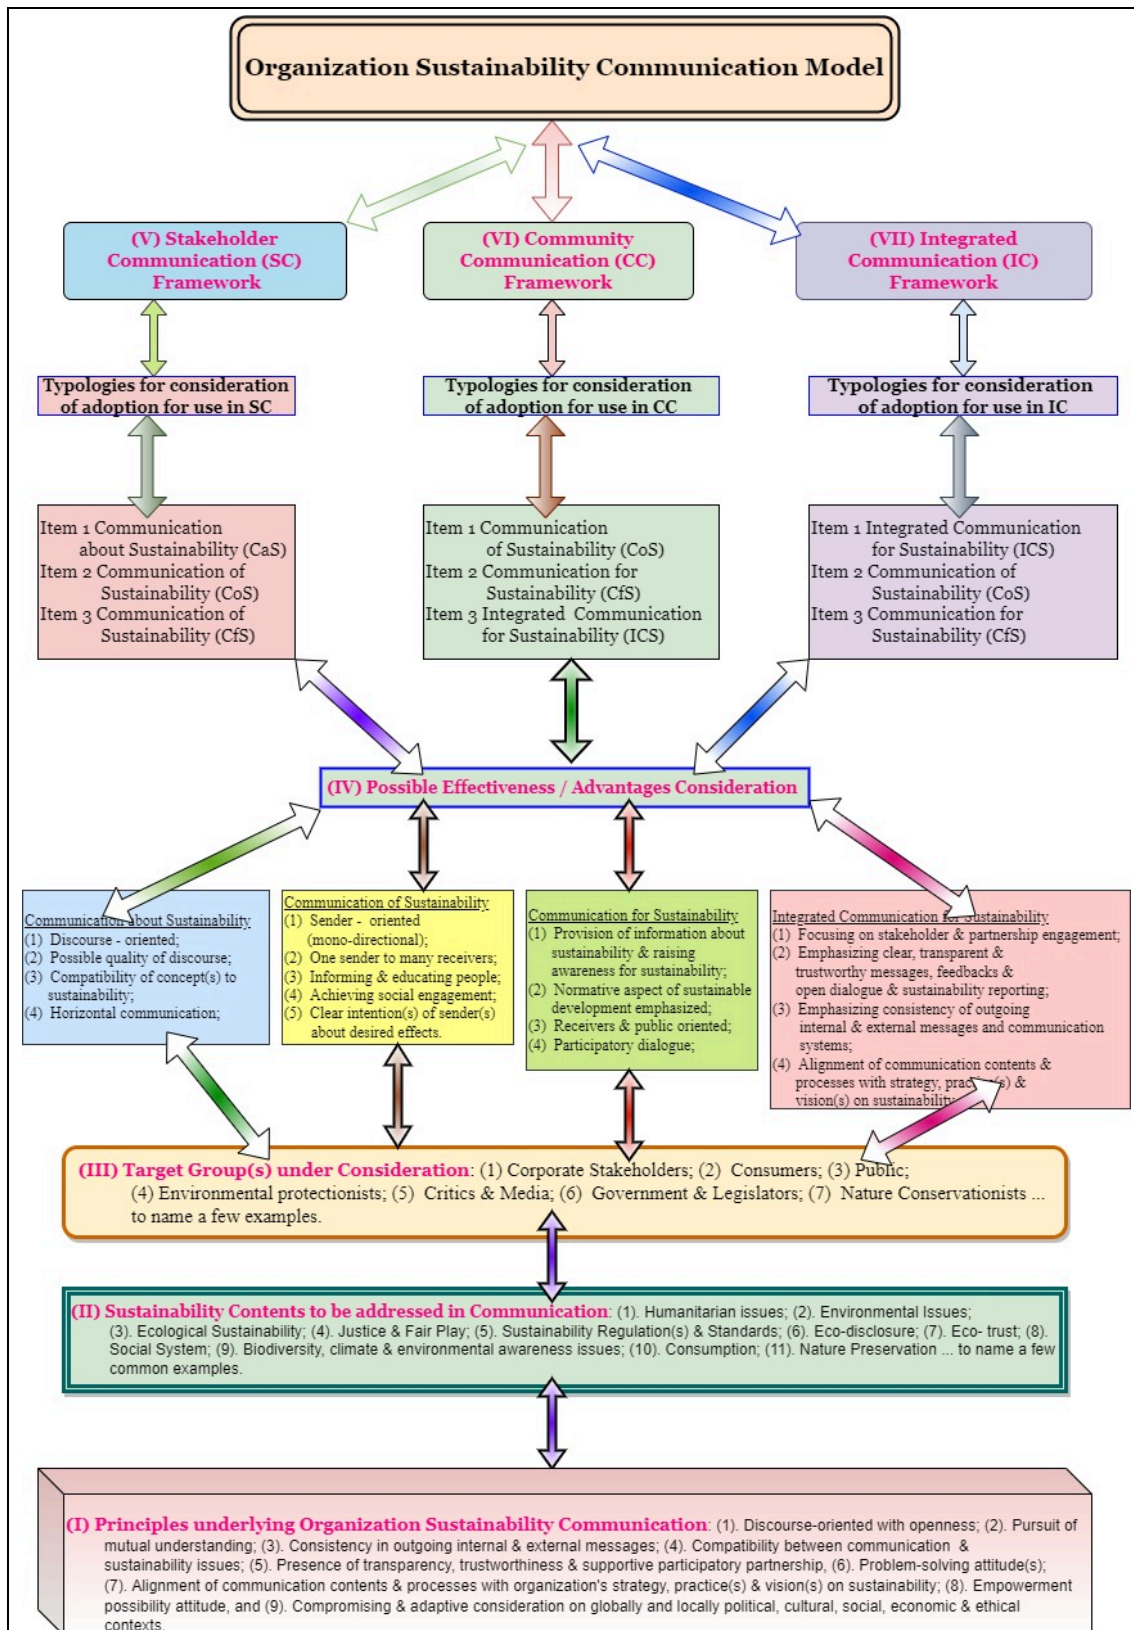 Organization Sustainability Communication Model
(V) Stakeholder
Communication (SC)
Framework
(VI) Community
Communication (CC)
Framework
(VII) Integrated
Communication (IC)
Framework
Typologies for consideration
of adoption for use in SC
Typologies for consideration
of adoption for use in CC
Typologies for consideration
of adoption for use in IC
Item 1 Communication
about Sustainability (CaS)
Item 2 Communication of
Sustainability (CoS)
Item 3 Communication of
Sustainability (CfS)
Item 1 Communication
of Sustainability (CoS)
Item 2 Communication for
Sustainability (CfS)
Item 3 Integrated Communication
for Sustainability (ICS)
Item 1 Integrated Communication
for Sustainability (ICS)
Item 2 Communication of
Sustainability (CoS)
Item 3 Communication for
Sustainability (CfS)
(IV) Possible Effectiveness / Advantages Consideration
Communication about Sustainability
(1) Discourse - oriented;
(2) Possible quality of discourse;
(3) Compatibility of concept(s) to
sustainability;
(4) Horizontal communication;
Communication of Sustainability
(1) Sender - oriented
(mono-directional);
(2) One sender to many receivers;
(3) Informing & educating people;
(4) Achieving social engagement;
(5) Clear intention(s) of sender(s)
about desired effects.
Communication for Sustainability
(1) Provision of information about
sustainability & raising
awareness for sustainability;
(2) Normative aspect of sustainable
development emphasized;
(3) Receivers & public oriented;
(4) Participatory dialogue;
Integrated Communication for Sustainability
(1) Focusing on stakeholder & partnership engagement;
(2) Emphasizing clear, transparent &
trustworthy messages, feedbacks &
open dialogue & sustainability reporting;
(3) Emphasizing consistency of outgoing
internal & external messages and communication
systems;
(4) Alignment of communication contents &
processes with strategy, practice(s) &
vision(s) on sustainability
(III) Target Group(s) under Consideration: (1) Corporate Stakeholders; (2) Consumers; (3) Public;
(4) Environmental protectionists; (5) Critics & Media; (6) Government & Legislators; (7) Nature Conservationists ...
to name a few examples.
(II) Sustainability Contents to be addressed in Communication: (1). Humanitarian issues; (2). Environmental Issues;
(3). Ecological Sustainability; (4). Justice & Fair Play; (5). Sustainability Regulation(s) & Standards; (6). Eco-disclosure; (7). Eco- trust; (8).
Social System; (9). Biodiversity, climate & environmental awareness issues; (10). Consumption; (11). Nature Preservation ... to name a few
common examples.
(I) Principles underlying Organization Sustainability Communication: (1). Discourse-oriented with openness; (2). Pursuit of
mutual understanding; (3). Consistency in outgoing internal & external messages; (4). Compatibility between communication &
sustainability issues; (5). Presence of transparency, trustworthiness & supportive participatory partnership, (6). Problem-solving attitude(s);
(7). Alignment of communication contents & processes with organization's strategy, practice(s) & vision(s) on sustainability; (8). Empowerment
possibility attitude, and (9). Compromising & adaptive consideration on globally and locally political, cultural, social, economic & ethical
contexts.